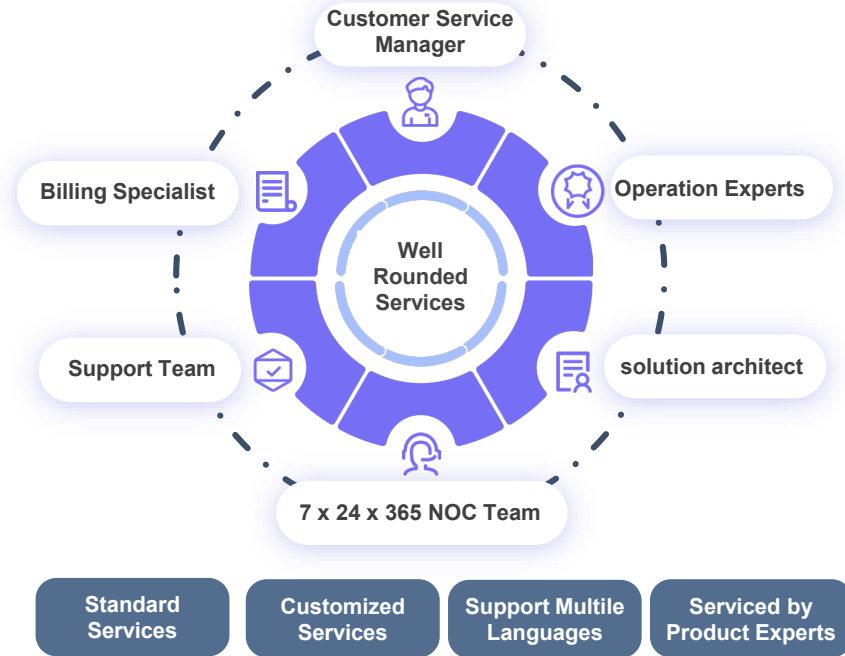 Customer Service
Manager
Billing Specialist
Operation Experts
Well
Rounded
Services
Support Team
solution architect
7 x 24 x 365 NOC Team
Standard
Services
Customized
Services
Support Multile
Languages
Serviced by
Product Experts